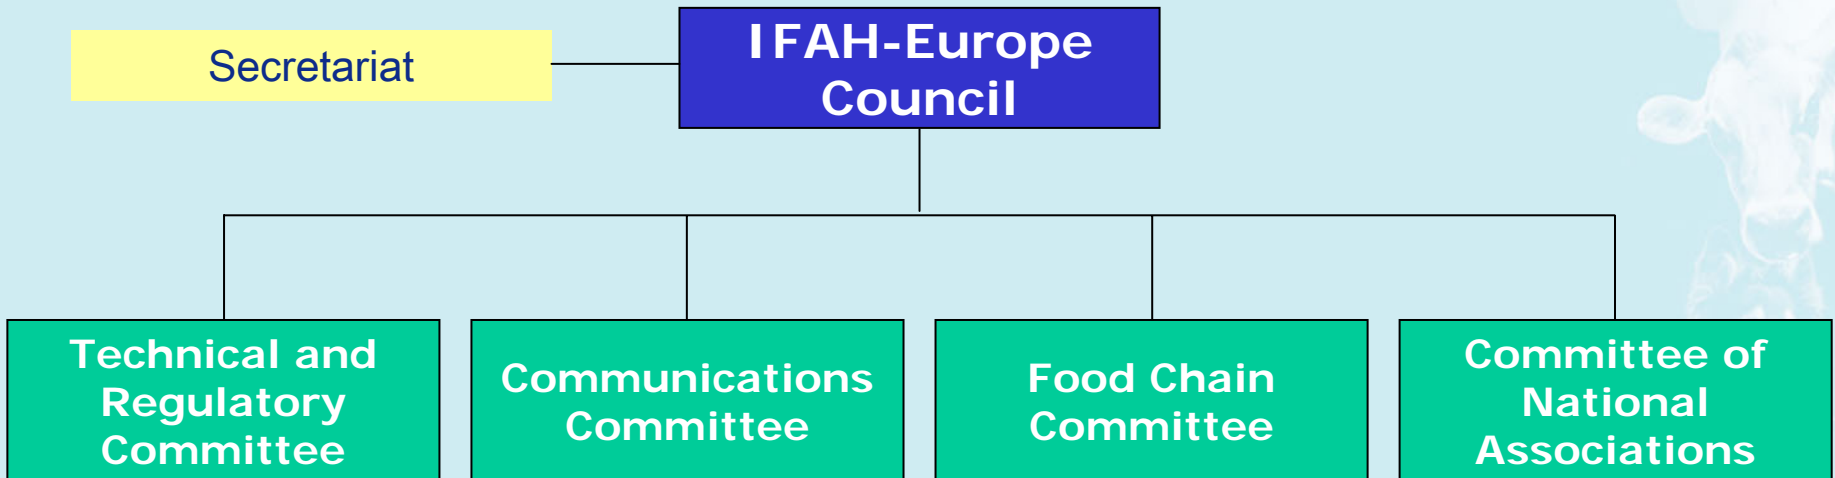 Secretariat
IFAH-Europe
Council
Technical and
Regulatory
Committee
Communications
Committee
Food Chain
Committee
Committee of
National
Associations